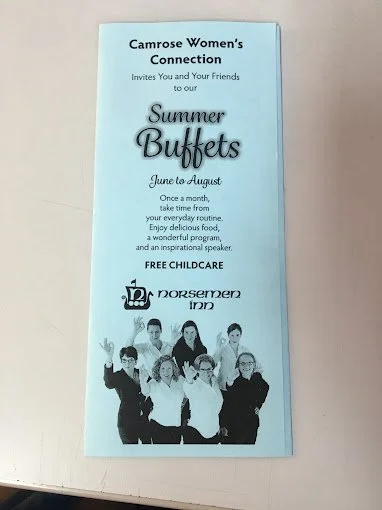 Camrose Women's
Connection
Invites You and Your Friends
to our
Summer
Buffets
June to August
Once a month,
take time from
your everyday routine.
Enjoy delicious food,
a wonderful program,
and an inspirational speaker.
FREE CHILDCARE
norsemen
inn